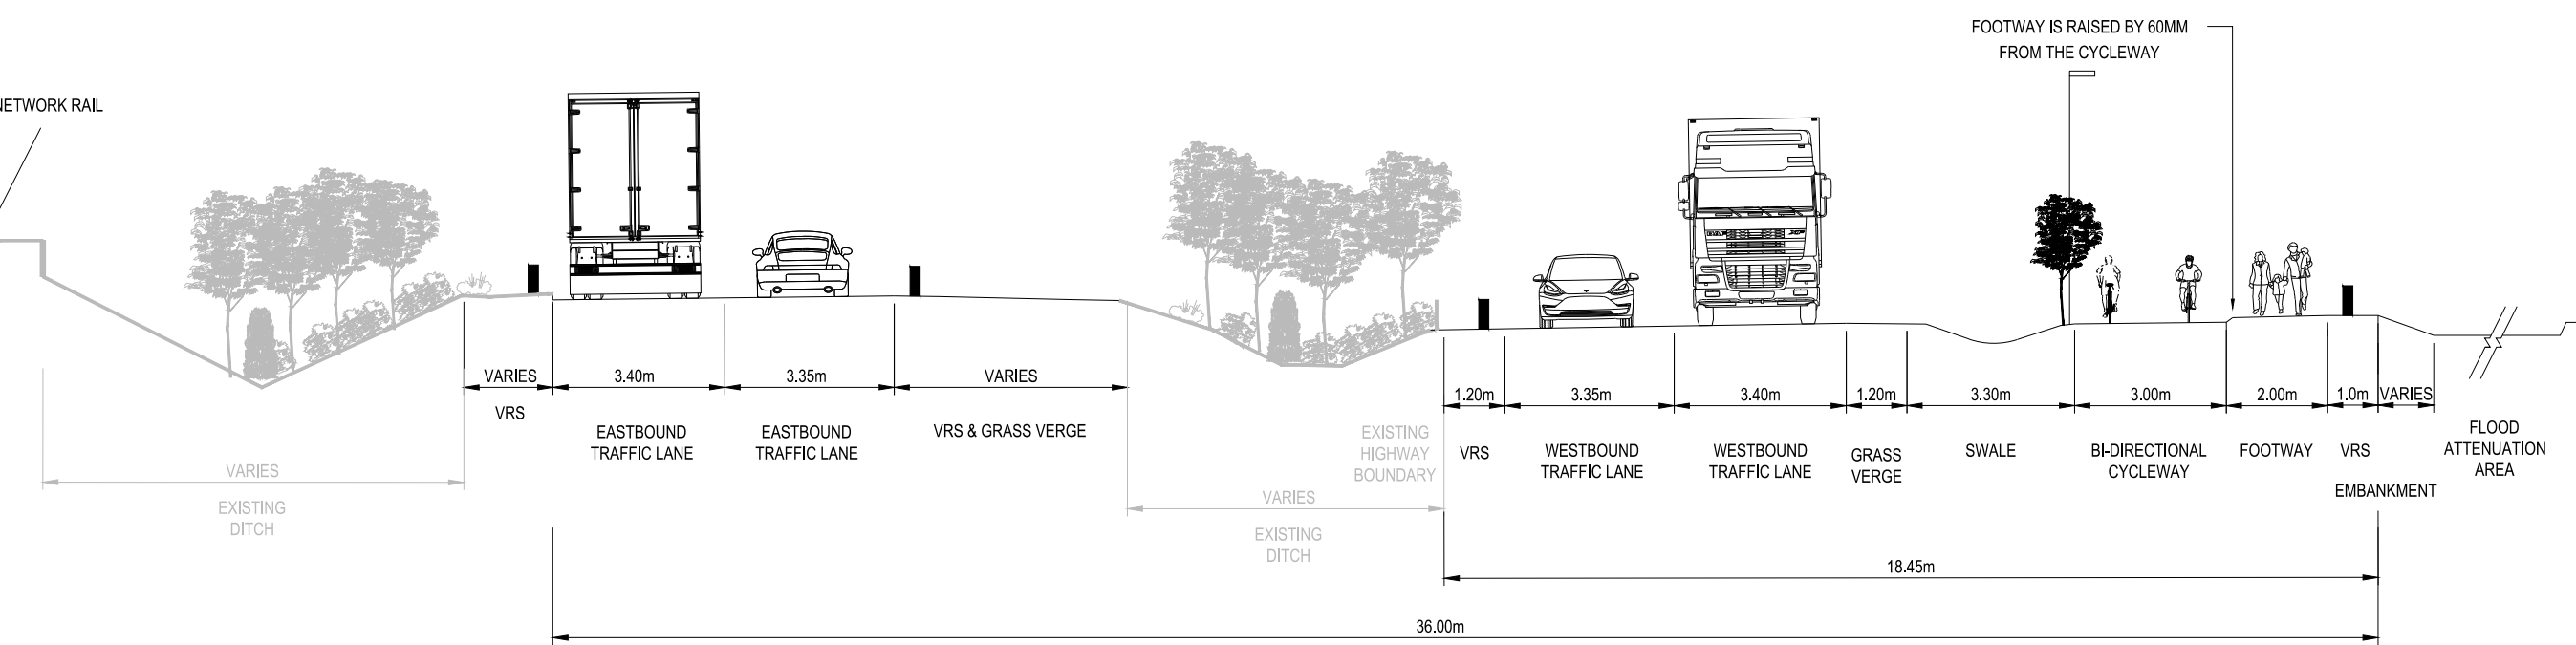 FOOTWAY IS RAISED BY 60MM
FROM THE CYCLEWAY
NETWORK RAIL
VARIES
VRS
3.40m
EASTBOUND
TRAFFIC LANE
3.35m
EASTBOUND
TRAFFIC LANE
VARIES
VRS & GRASS VERGE
VARIES
EXISTING
DITCH
VARIES
EXISTING
DITCH
EXISTING
HIGHWAY
BOUNDARY
1.20m
VRS
3.35m
WESTBOUND
TRAFFIC LANE
3.40m
WESTBOUND
TRAFFIC LANE
1.20m
GRASS
VERGE
3.30m
SWALE
3.00m
BI-DIRECTIONAL
CYCLEWAY
2.00m
FOOTWAY
1.0m
VRS
VARIES
EMBANKMENT
FLOOD
ATTENUATION
AREA
18.45m
36.00m